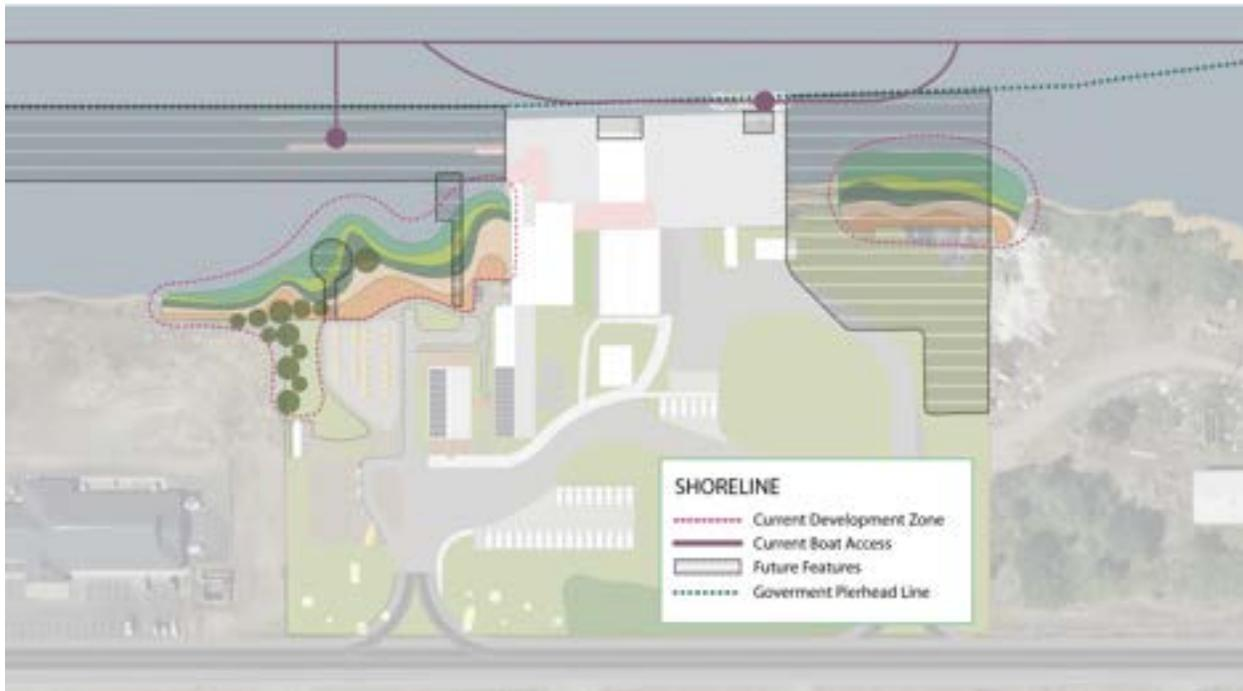 SHORELINE
Current Development Zone
Current Boat Access
Future Features
Goverment Pierhead Line